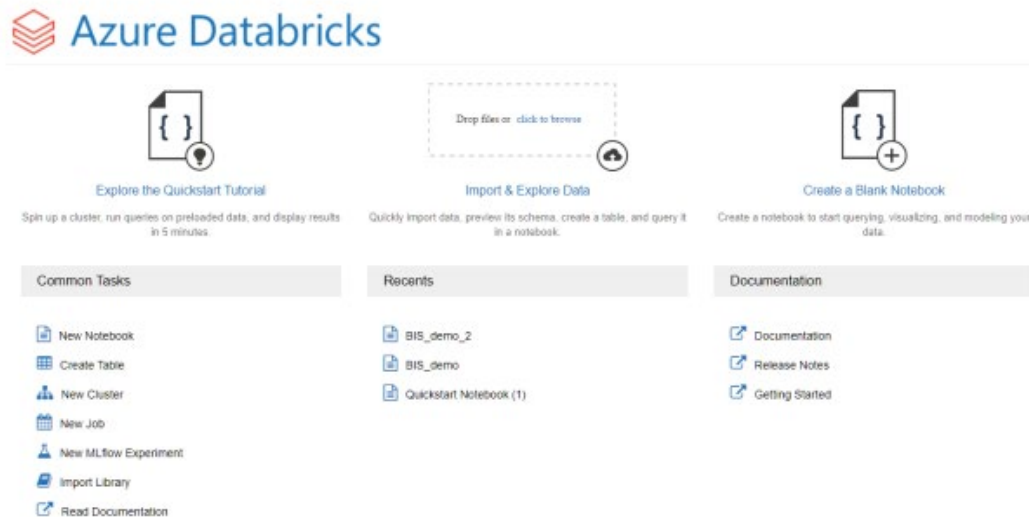 Azure Databricks
{ }
Drop files or click to browse
{ }
Explore the Quickstart Tutorial
Import & Explore Data
Create a Blank Notebook
Spin up a cluster, run queries on preloaded data, and display results
in 5 minutes.
Quickly import data, preview its schema, create a table, and query it
in a notebook.
Create a notebook to start querying, visualizing, and modeling your
data.
Common Tasks
New Notebook
Create Table
New Cluster
New Job
New MLflow Experiment
Import Library
Read Documentation
Recents
BIS_demo_2
BIS_demo
Quickstart Notebook (1)
Documentation
Documentation
Release Notes
Getting Started